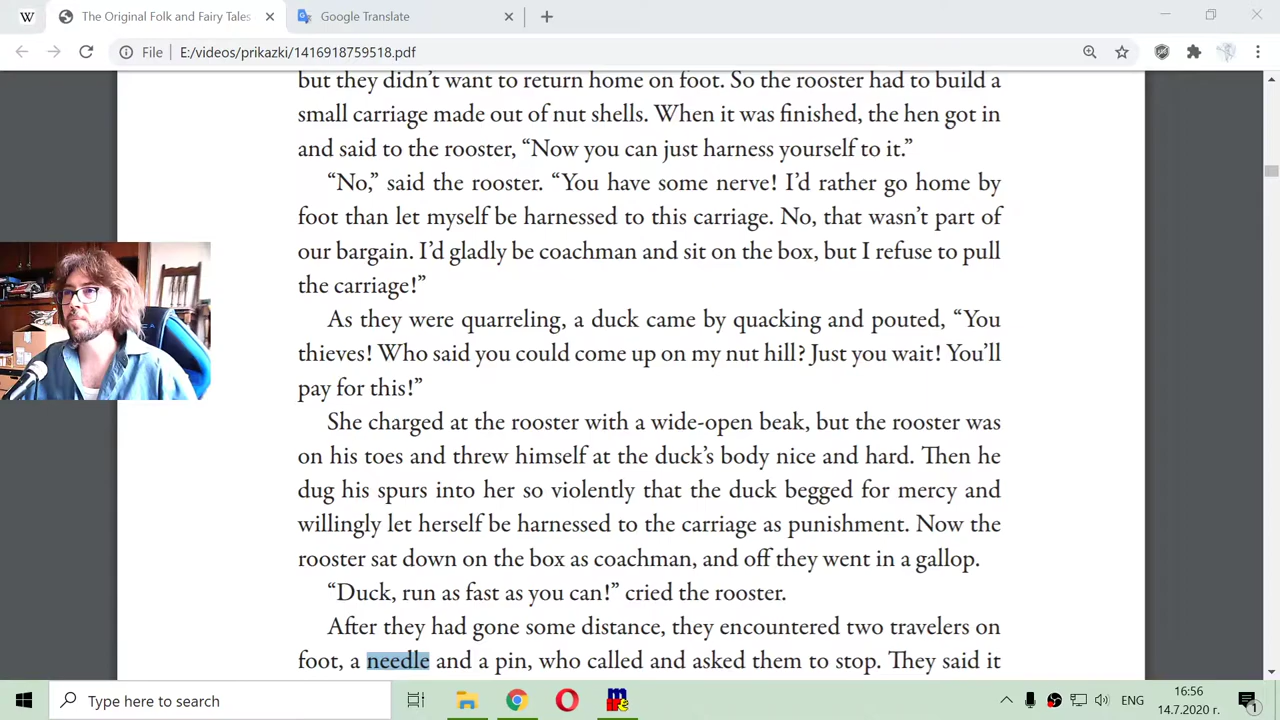 The Original Folk and Fairy Tales
Google Translate
File E:/videos/prikazki/1416918759518.pdf
but they didn't want to return home on foot. So the rooster had to build a
small carriage made out of nut shells. When it was finished, the hen got in
and said to the rooster, “Now you can just harness yourself to it.”
“No,” said the rooster. “You have some nerve! I'd rather go home by
foot than let myself be harnessed to this carriage. No, that wasn't part of
our bargain. I'd gladly be coachman and sit on the box, but I refuse to pull
the carriage!”
As they were quarreling, a duck came by quacking and pouted, “You
thieves! Who said you could come up on my nut hill? Just you wait! You'll
pay for this!”
She charged at the rooster with a wide-open beak, but the rooster was
on his toes and threw himself at the duck's body nice and hard. Then he
dug his spurs into her so violently that the duck begged for mercy and
willingly let herself be harnessed to the carriage as punishment. Now the
rooster sat down on the box as coachman, and off they went in a gallop.
“Duck, run as fast as you can!” cried the rooster.
After they had gone some distance, they encountered two travelers on
foot, a needle and a pin, who called and asked them to stop. They said it
Type here to search
ENG
16:56
14.7.2020 г.
1